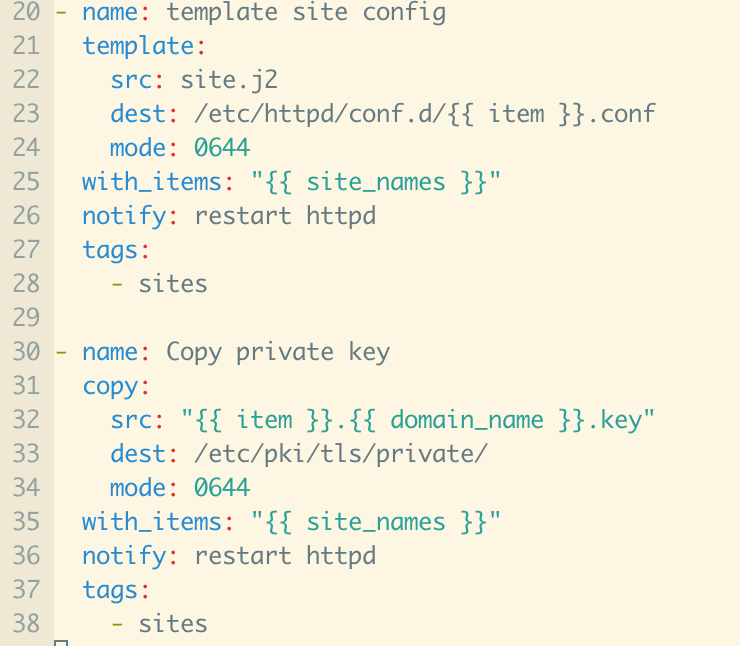 20 - name: template site config
21   template:
22     src: site.j2
23     dest: /etc/httpd/conf.d/{{ item }}.conf
24     mode: 0644
25   with_items: "{{ site_names }}"
26   notify: restart httpd
27   tags:
28     - sites
29
30 - name: Copy private key
31   copy:
32     src: "{{ item }}.{{ domain_name }}.key"
33     dest: /etc/pki/tls/private/
34     mode: 0644
35   with_items: "{{ site_names }}"
36   notify: restart httpd
37   tags:
38     - sites